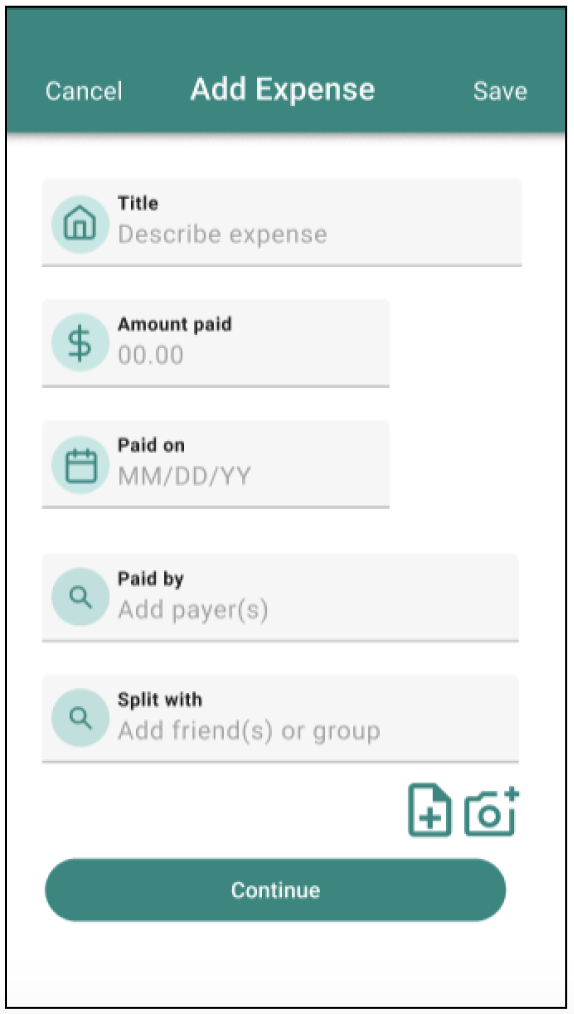 Cancel Add Expense Save
Title
Describe expense
Amount paid
00.00
Paid on
MM/DD/YY
Paid by
Add payer(s)
Split with
Add friend(s) or group
Continue